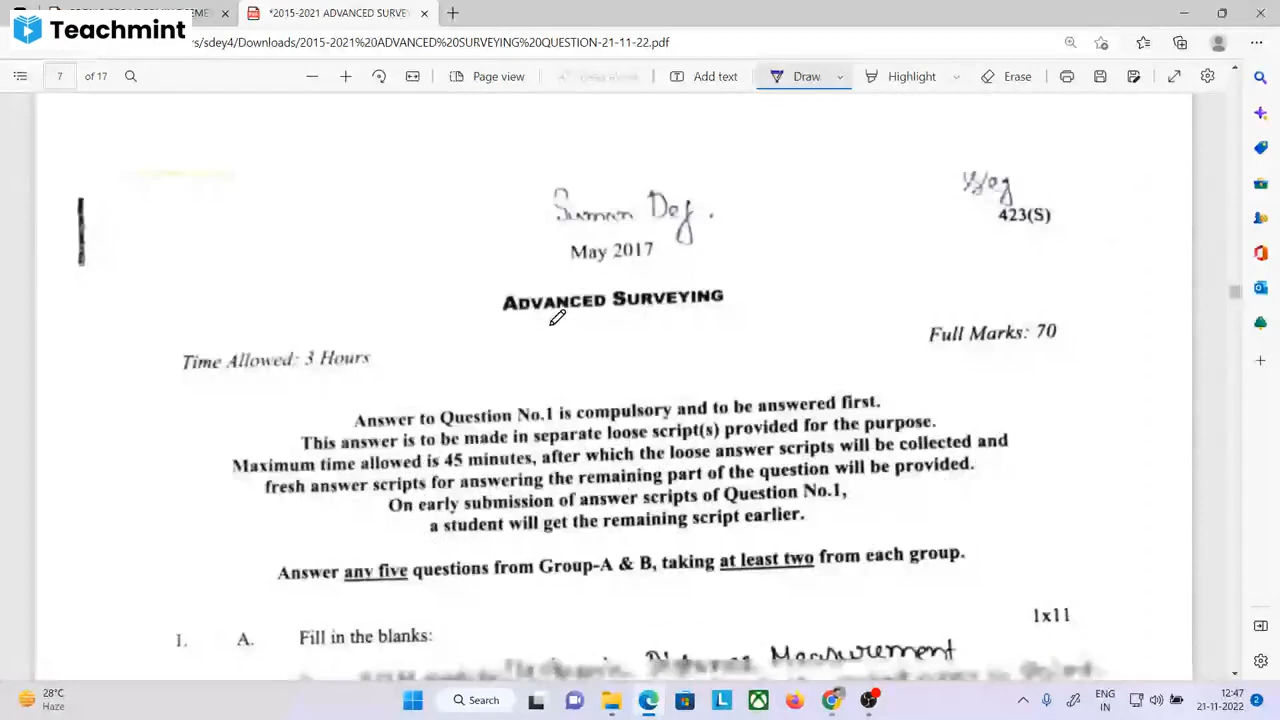 Teachmint
*2015-2021 ADVANCED SURVEY
rs/sdey4/Downloads/2015-2021%20ADVANCED%20SURVEYING%20QUESTION-21-11-22.pdf
7 of 17
Page view
Read aloud
Add text
Draw
Highlight
Erase
Suman Dey.
423(S)
May 2017
ADVANCED SURVEYING
Full Marks: 70
Time Allowed: 3 Hours
Answer to Question No.1 is compulsory and to be answered first.
This answer is to be made in separate loose script(s) provided for the purpose.
Maximum time allowed is 45 minutes, after which the loose answer scripts will be collected and
fresh answer scripts for answering the remaining part of the question will be provided.
On early submission of answer scripts of Question No.1,
a student will get the remaining script earlier.
Answer any five questions from Group-A & B, taking at least two from each group.
1x11
1. A. Fill in the blanks:
Distance Measurement
28°C
Haze
Search
ENG
IN
12:47
21-11-2022
2